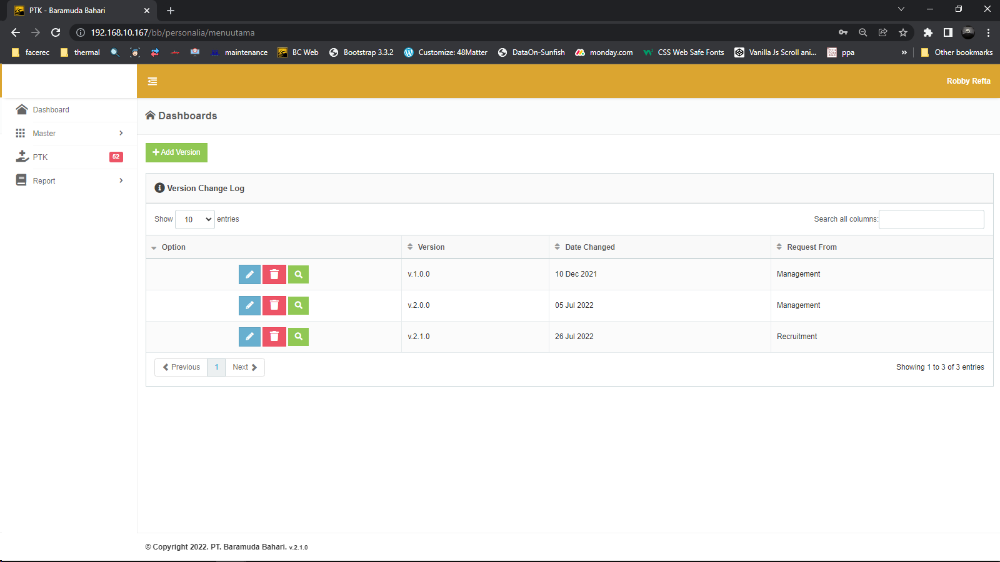 PTK - Baramuda Bahari
192.168.10.167/bb/personalia/menuutama
facerec thermal maintenance BC Web Bootstrap 3.3.2 Customize: 48Matter DataOn-Sunfish monday.com CSS Web Safe Fonts Vanilla Js Scroll ani... ppa » Other bookmarks
Robby Refta
Dashboard
Master
PTK 52
Report
Dashboards
Add Version
Version Change Log
Show 10 entries Search all columns:
Option Version Date Changed Request From
v.1.0.0 10 Dec 2021 Management
v.2.0.0 05 Jul 2022 Management
v.2.1.0 26 Jul 2022 Recruitment
Previous 1 Next Showing 1 to 3 of 3 entries
© Copyright 2022. PT. Baramuda Bahari. v.2.1.0